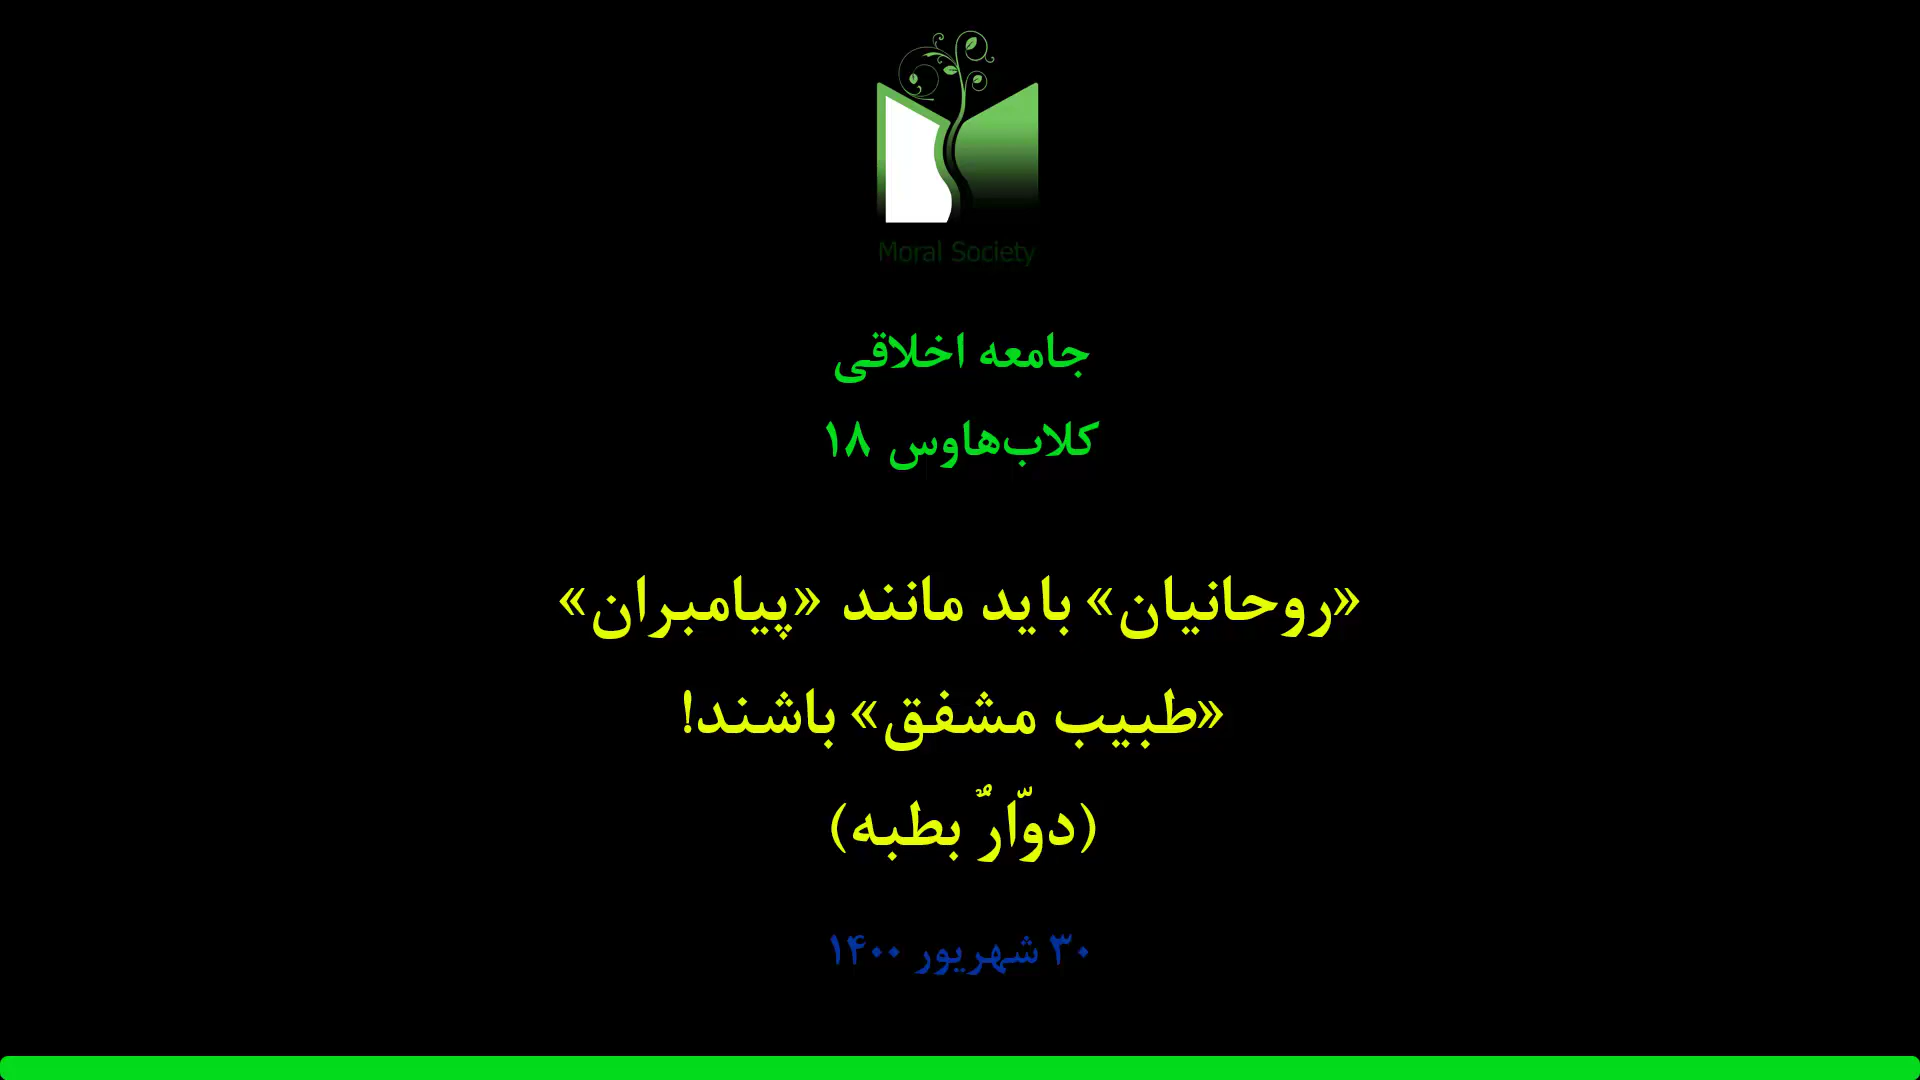 Moral Society
جامعه اخلاقی
کلاب‌هاوس ۱۸
«روحانیان» باید مانند «پیامبران»
«طبیب مشفق» باشند!
(دوّارٌ بطبه)
۳۰ شهریور ۱۴۰۰